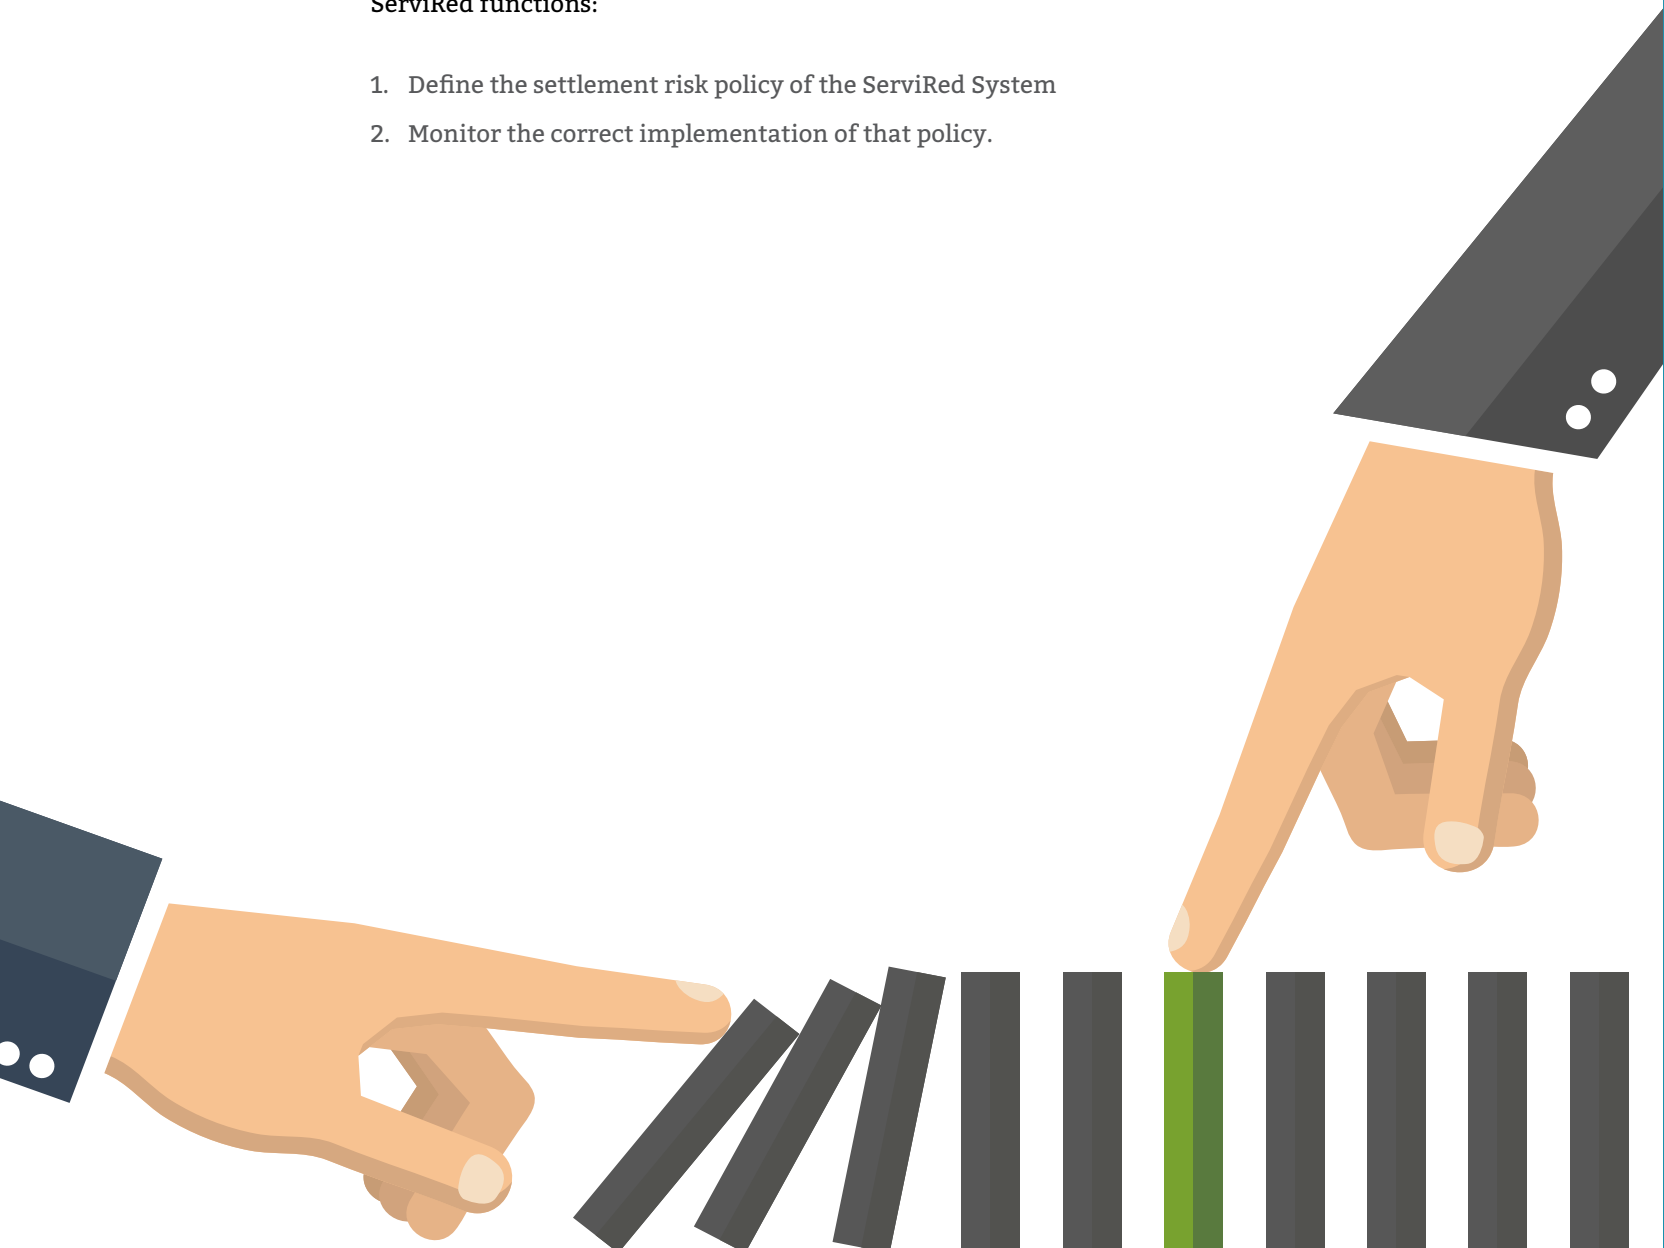 ServiRed functions:
1. Define the settlement risk policy of the ServiRed System
2. Monitor the correct implementation of that policy.